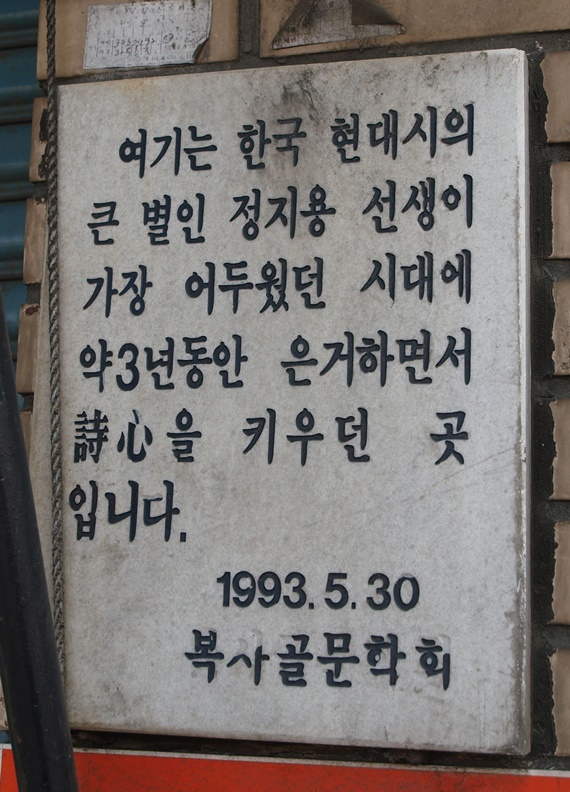 여기는 한국 현대시의
큰 별인 정지용 선생이
가장 어두웠던 시대에
약3년동안 은거하면서
詩心을 키우던 곳
입니다.
1993.5.30
복사골문학회